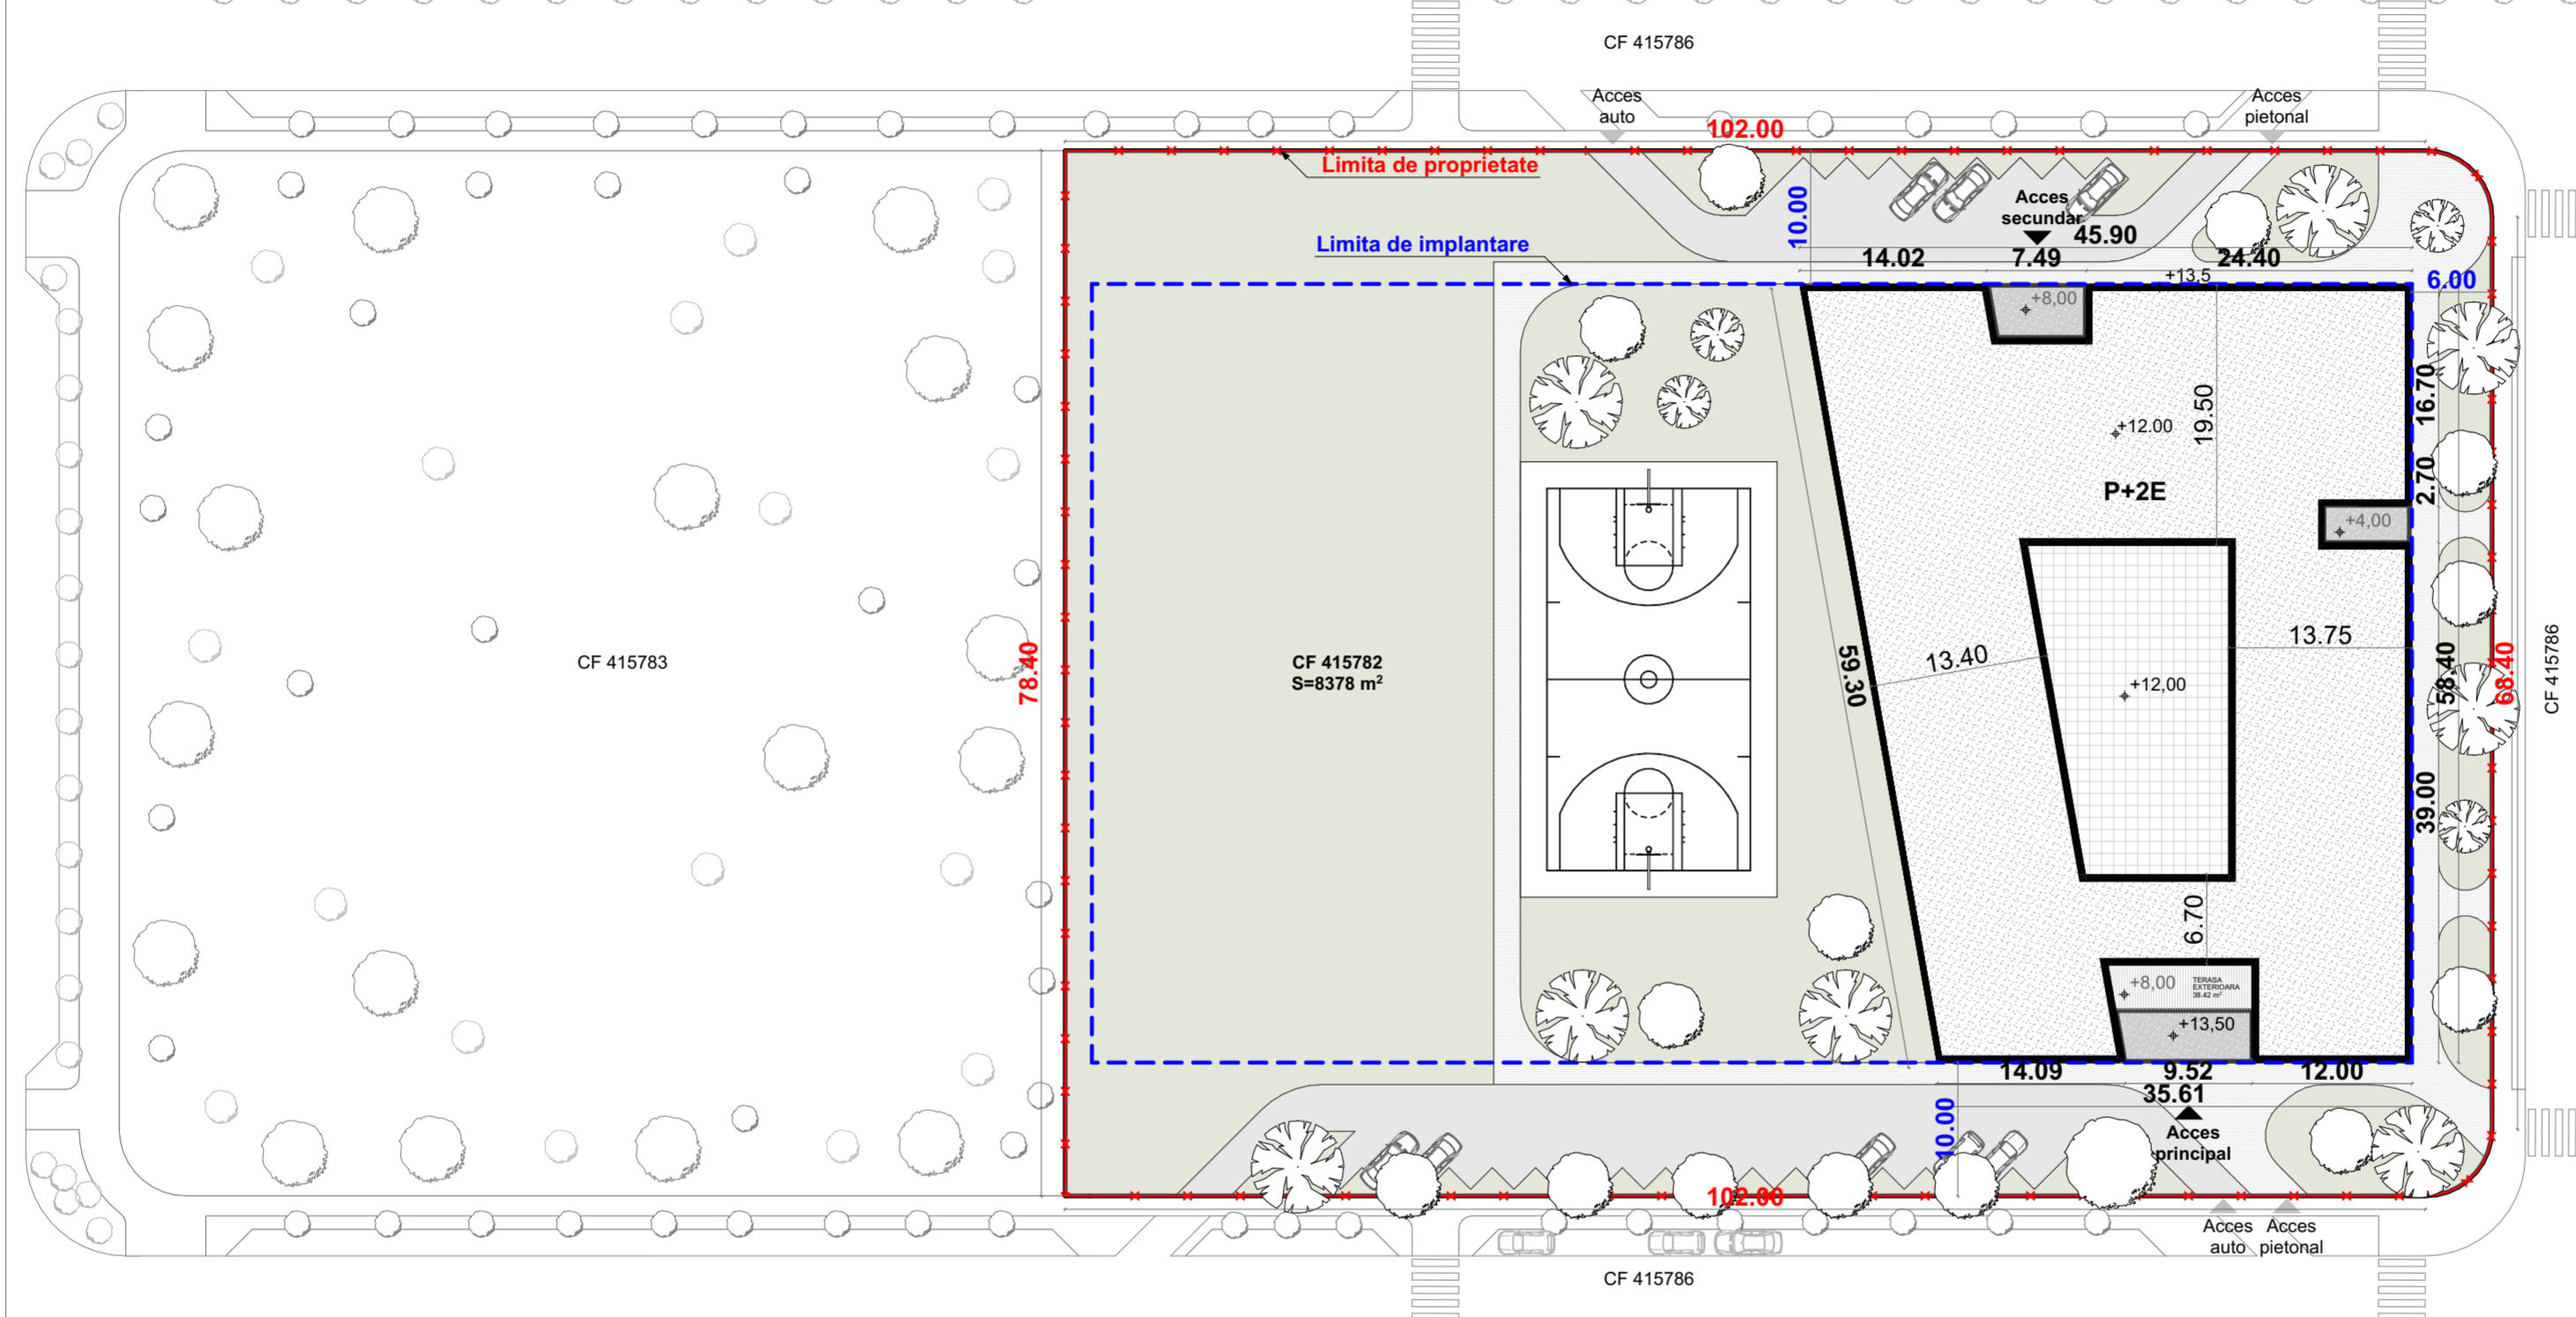 CF 415786
Acces
auto
Acces
pietonal
102.00
Limita de proprietate
Limita de implantare
10.00
Acces
secundar
45.90
14.02
7.49
24.40
+13.5
6.00
+8,00
16.70
19.50
+12.00
P+2E
2.70
+4,00
CF 415783
78.40
CF 415782
S=8378 m²
59.30
13.40
13.75
+12,00
58.40
68.40
CF 415786
39.00
6.70
+8,00
TERASA
EXTERIOARA
38.42 m²
+13,50
14.09
9.52
12.00
35.61
10.00
Acces
principal
102.00
Acces
auto
Acces
pietonal
CF 415786